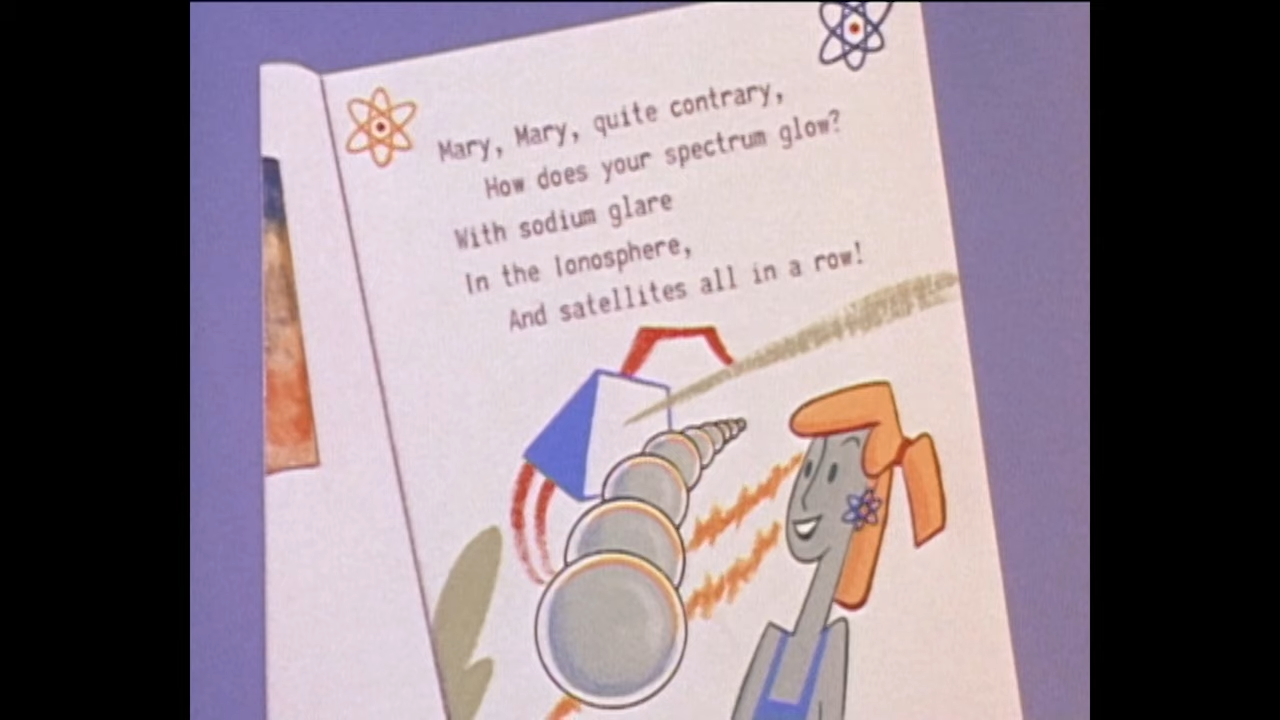 Mary, Mary, quite contrary,
How does your spectrum glow?
With sodium glare
In the Ionosphere,
And satellites all in a row!